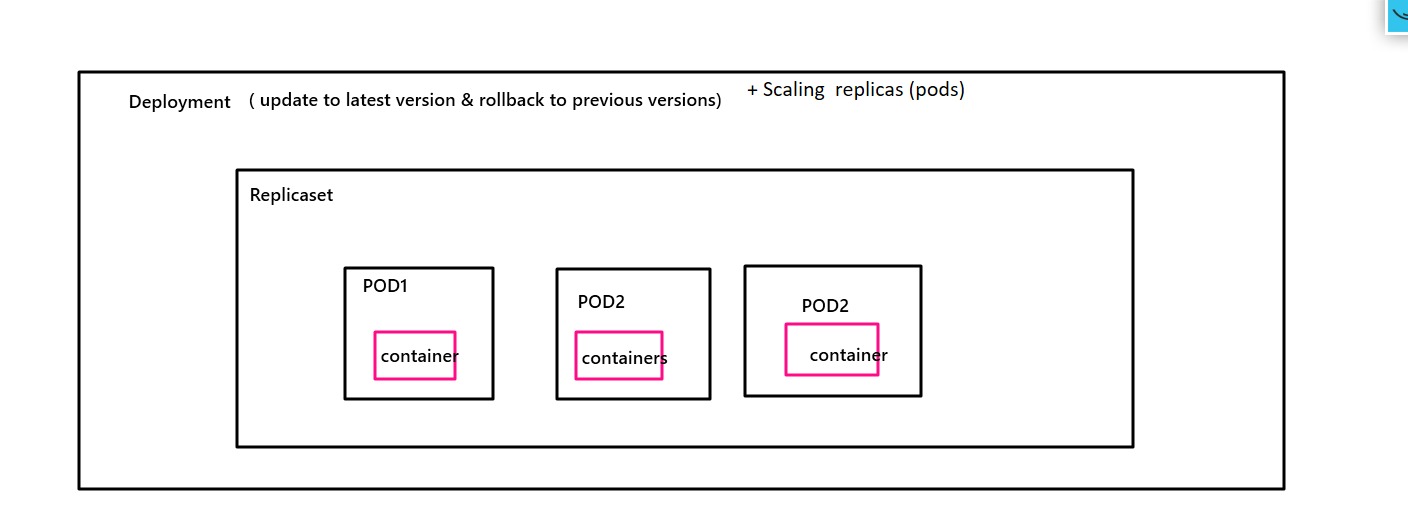 Deployment ( update to latest version & rollback to previous versions) + Scaling replicas (pods)
Replicaset
POD1
POD2
POD2
container
containers
container